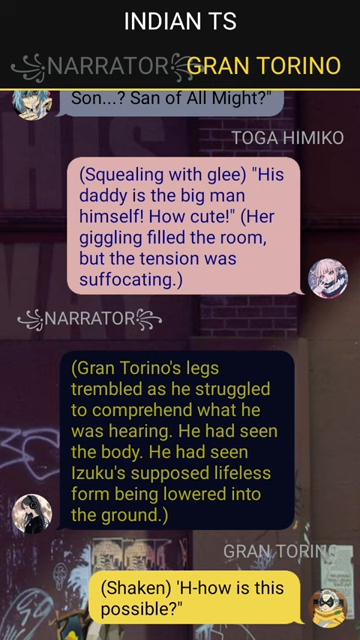 INDIAN TS
꧁NARRATOR꧂
GRAN TORINO
Son...? San of All Might?"
TOGA HIMIKO
(Squealing with glee) "His
daddy is the big man
himself! How cute!" (Her
giggling filled the room,
but the tension was
suffocating.)
꧁NARRATOR꧂
(Gran Torino's legs
trembled as he struggled
to comprehend what he
was hearing. He had seen
the body. He had seen
Izuku's supposed lifeless
form being lowered into
the ground.)
GRAN TORINO
(Shaken) 'H-how is this
possible?"